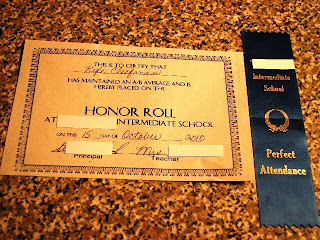 THIS IS TO CERTIFY THAT
HAS MAINTAINED AN A/B AVERAGE AND IS
HEREBY PLACED ON THE
HONOR ROLL
AT INTERMEDIATE SCHOOL
ON THIS 15 DAY OF October 2010
Mrs.
Principal Teacher
Intermediate
School
Perfect
Attendance